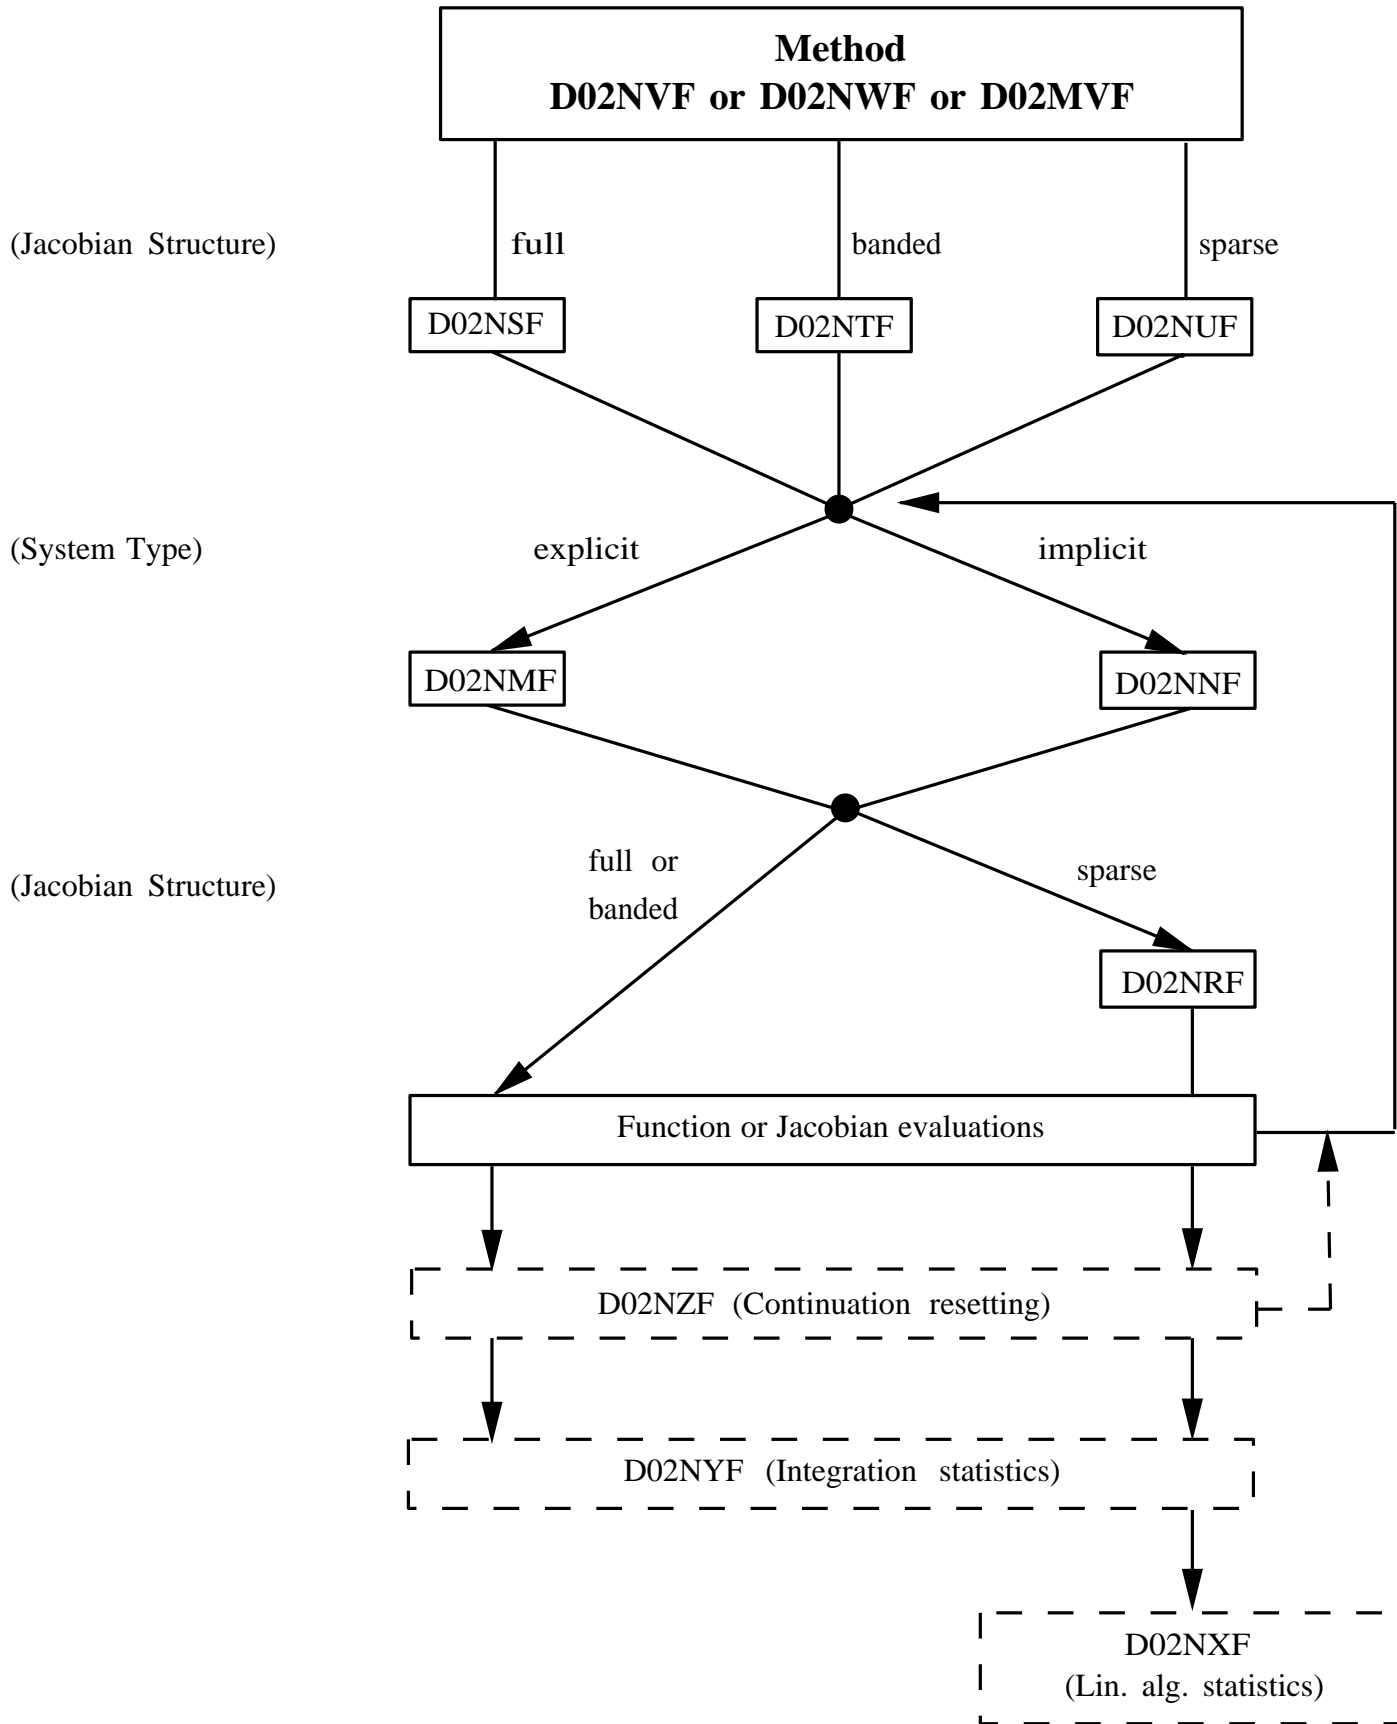 Method
D02NVF or D02NWF or D02MVF
(Jacobian Structure)
full
banded
sparse
D02NSF
D02NTF
D02NUF
(System Type)
explicit
implicit
D02NMF
D02NNF
(Jacobian Structure)
full or
banded
sparse
D02NRF
Function or Jacobian evaluations
D02NZF (Continuation resetting)
D02NYF (Integration statistics)
D02NXF
(Lin. alg. statistics)